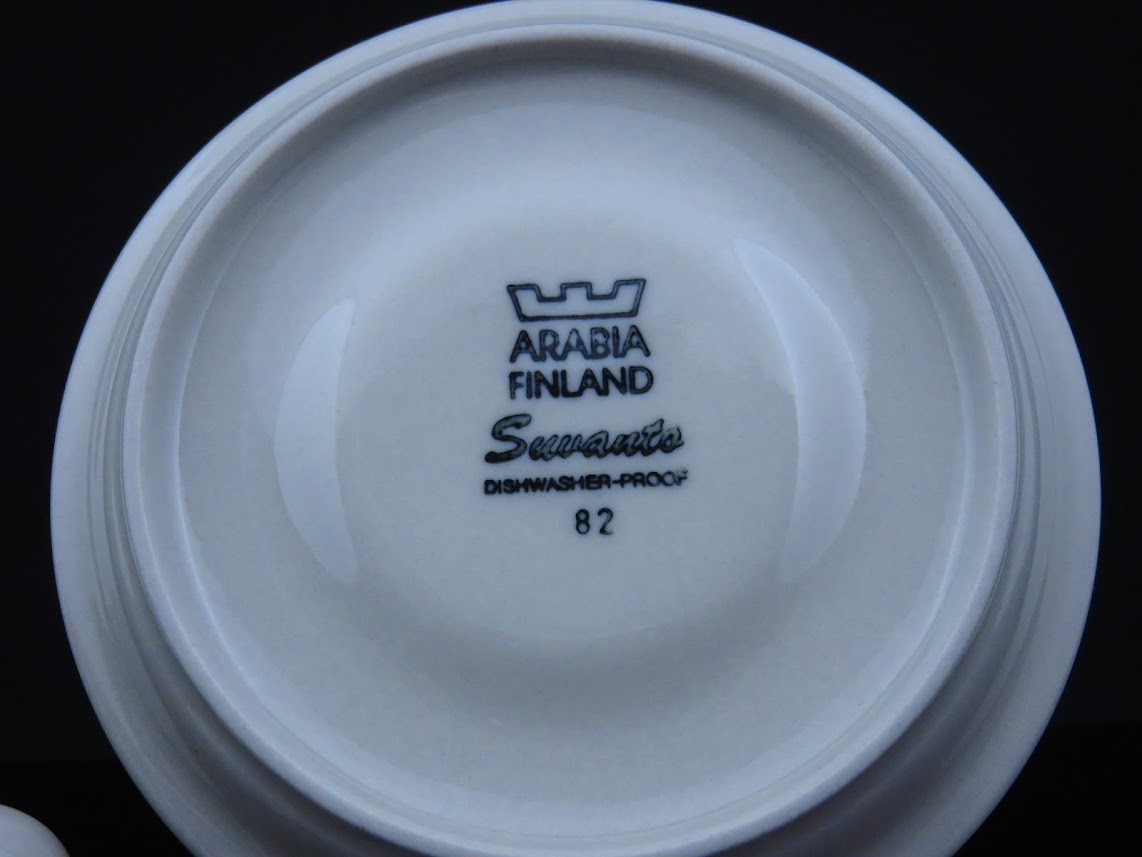 ARABIA
FINLAND
Suvanto
DISHWASHER-PROOF
82